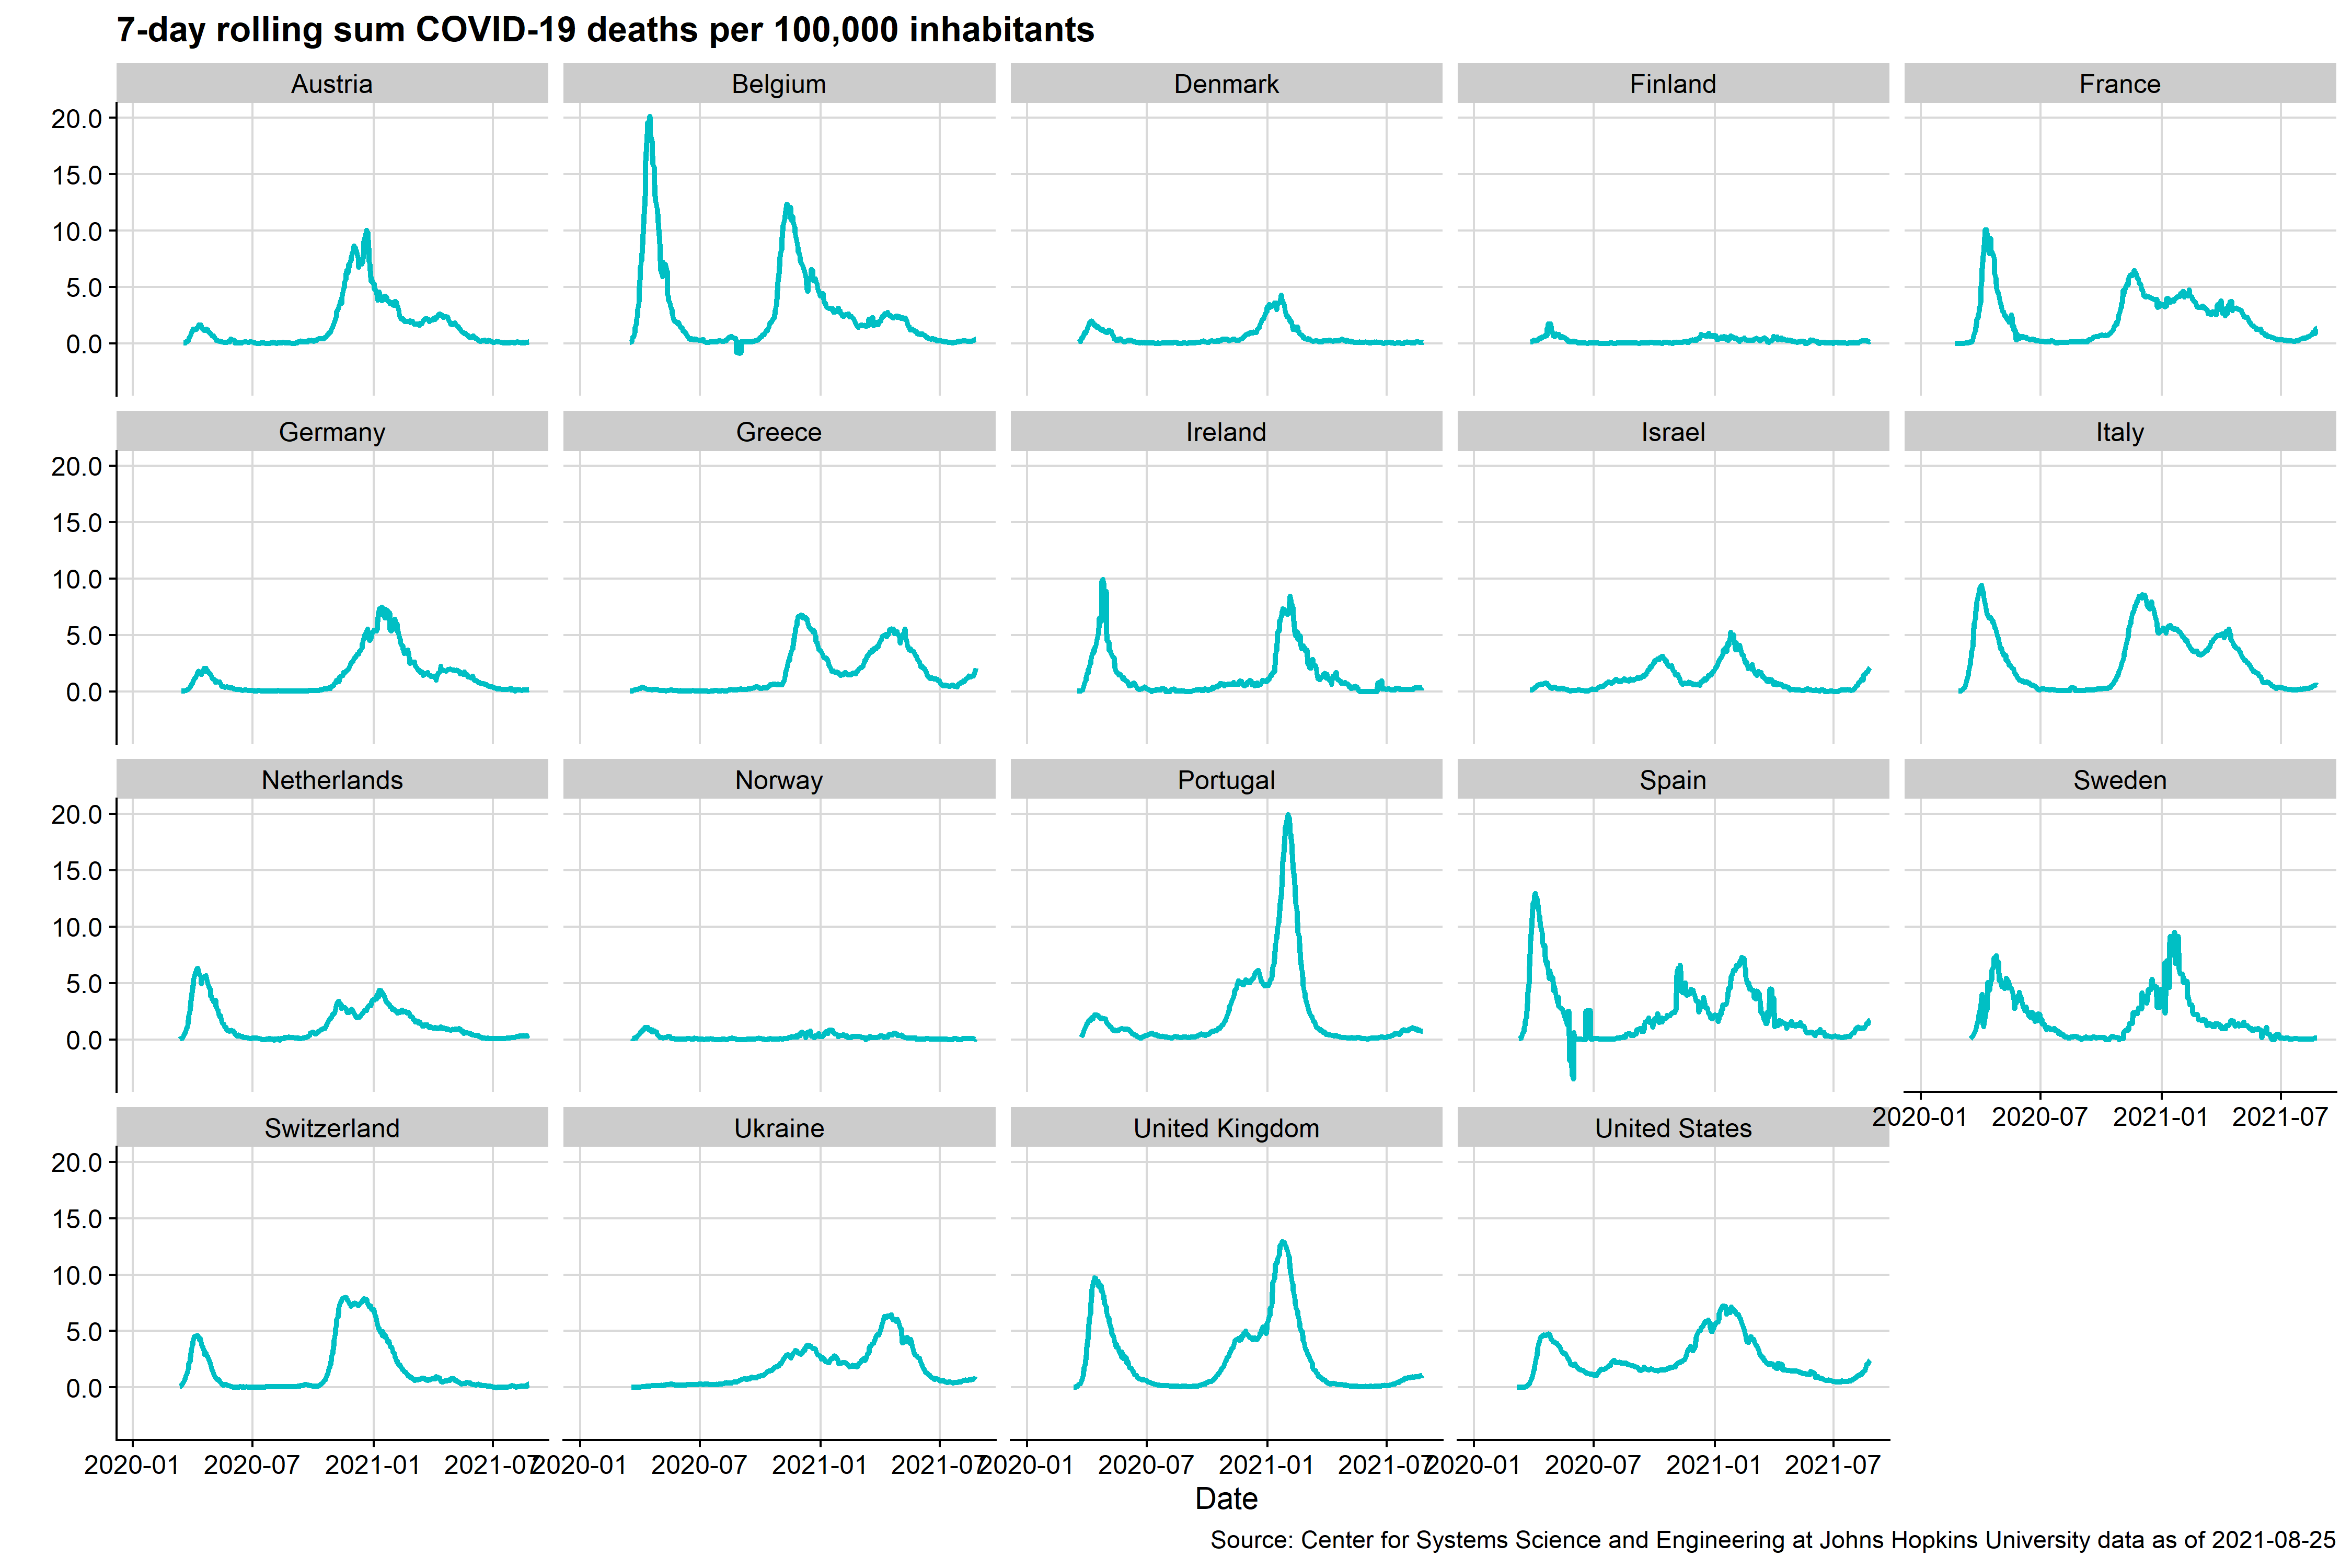 7-day rolling sum COVID-19 deaths per 100,000 inhabitants
Austria Belgium Denmark Finland France
20.0
15.0
10.0
5.0
0.0
Germany Greece Ireland Israel Italy
20.0
15.0
10.0
5.0
0.0
Netherlands Norway Portugal Spain Sweden
20.0
15.0
10.0
5.0
0.0
2020-01 2020-07 2021-01 2021-07
Switzerland Ukraine United Kingdom United States
20.0
15.0
10.0
5.0
0.0
2020-01 2020-07 2021-01 2021-07 2020-01 2020-07 2021-01 2021-07 2020-01 2020-07 2021-01 2021-07 2020-01 2020-07 2021-01 2021-07
Date
Source: Center for Systems Science and Engineering at Johns Hopkins University data as of 2021-08-25